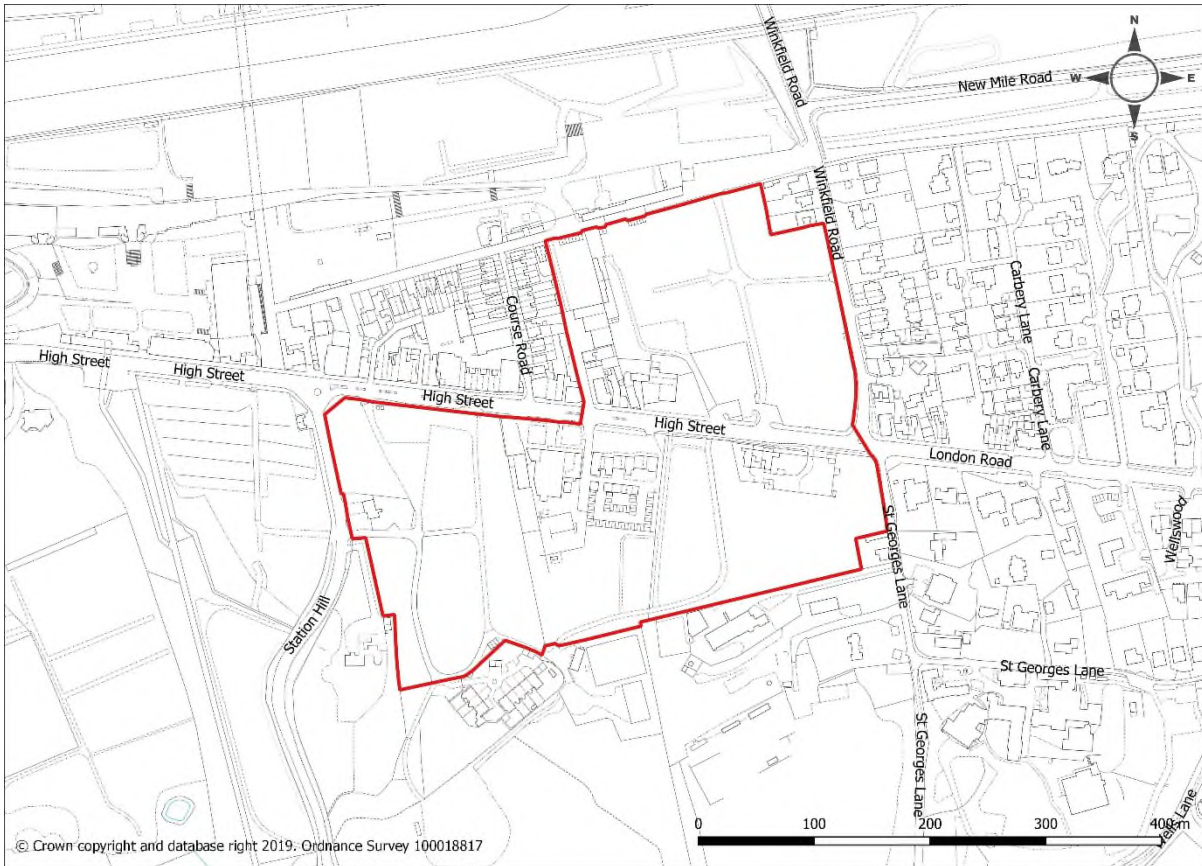 Winkfield Road
N
New Mile Road
W
E
S
Winkfield Road
Carbery Lane
Course Road
High Street
High Street
High Street
Carbery Lane
High Street
London Road
Wellswood
St Georges Lane
Station Hill
St Georges Lane
St Georges Lane
Wells Lane
0 100 200 300 400 m
© Crown copyright and database right 2019. Ordnance Survey 100018817